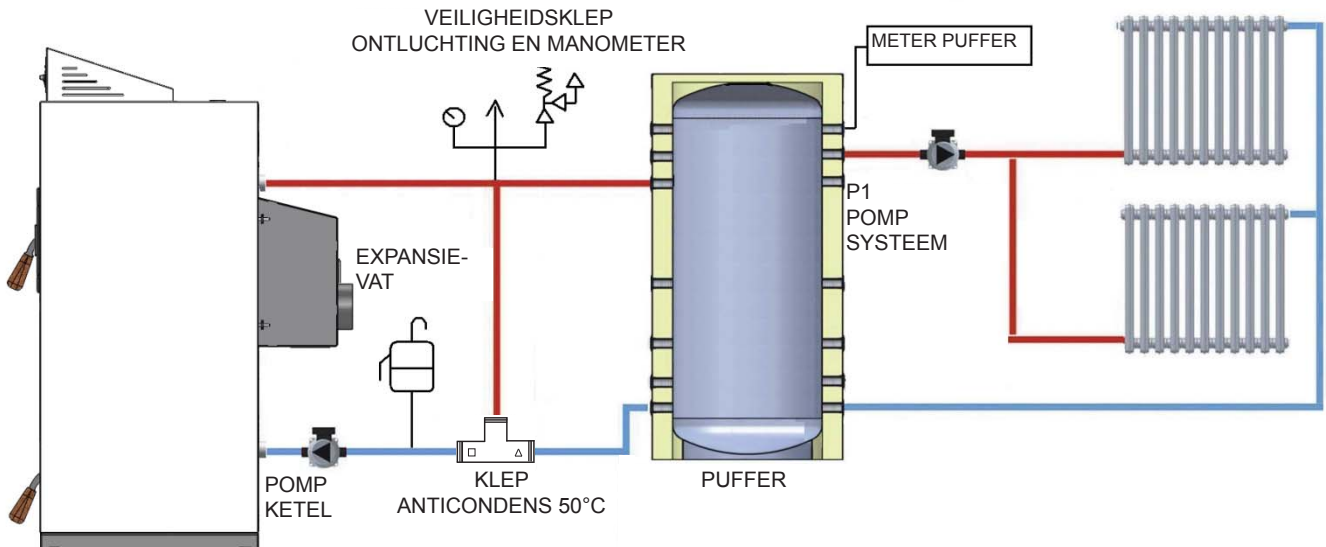 VEILIGHEIDSKLEP
ONTLUCHTING EN MANOMETER
METER PUFFER
P1
POMP
SYSTEEM
EXPANSIE-
VAT
POMP
KETEL
KLEP
ANTICONDENS 50°C
PUFFER